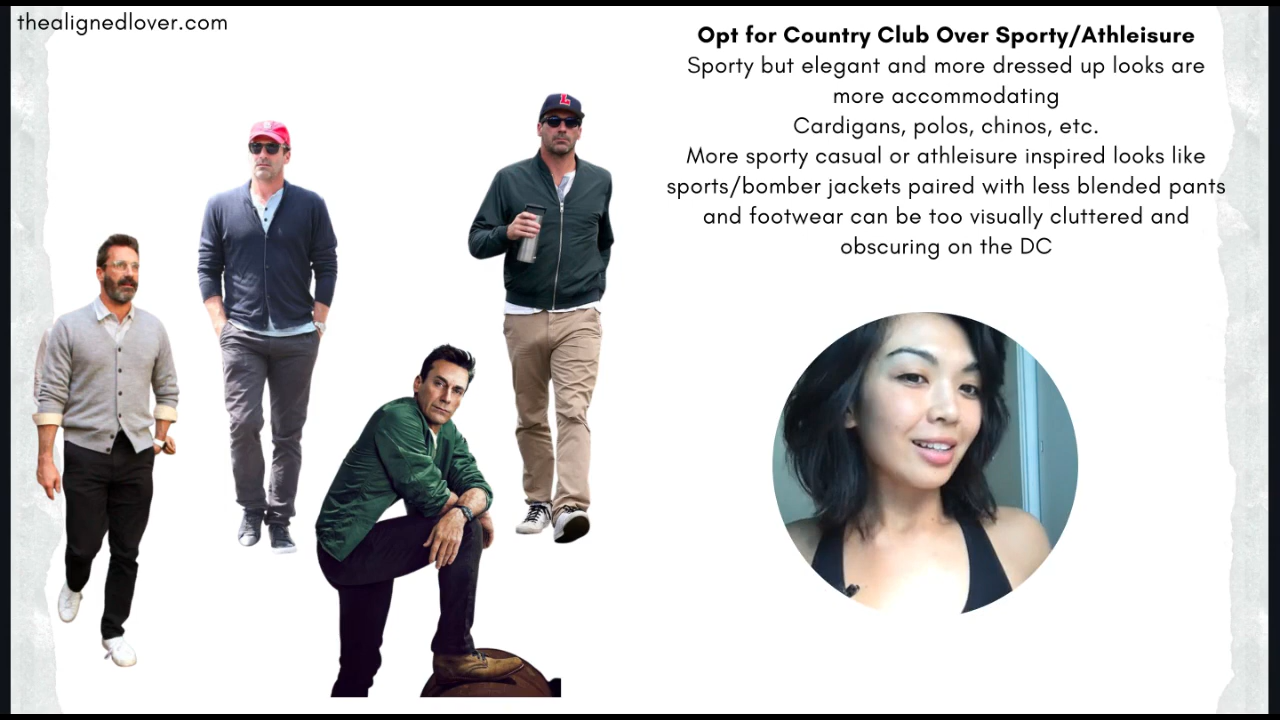 thealignedlover.com
Opt for Country Club Over Sporty/Athleisure
Sporty but elegant and more dressed up looks are
more accommodating
Cardigans, polos, chinos, etc.
More sporty casual or athleisure inspired looks like
sports/bomber jackets paired with less blended pants
and footwear can be too visually cluttered and
obscuring on the DC
L